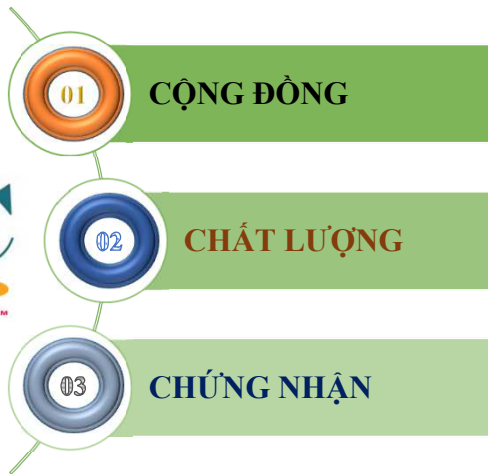 01
CỘNG ĐỒNG
02
CHẤT LƯỢNG
03
CHỨNG NHẬN